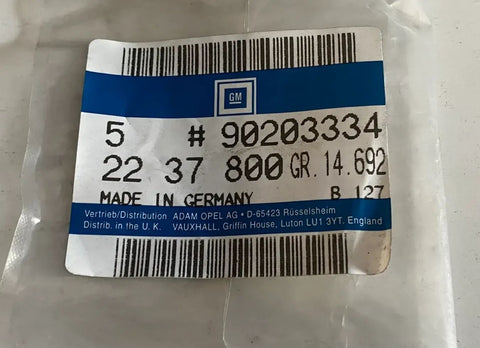 GM
5 # 90203334
22 37 800 GR. 14.692
MADE IN GERMANY B 127
Vertrieb/Distribution ADAM OPEL AG • D-65423 Rüsselsheim
Distrib. in the U. K. VAUXHALL, Griffin House, Luton LU1 3YT. England